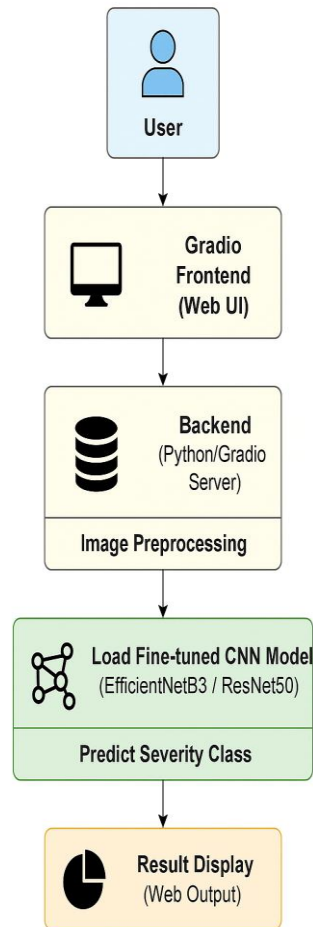 User
Gradio
Frontend
(Web UI)
Backend
(Python/Gradio
Server)
Image Preprocessing
Load Fine-tuned CNN Model
(EfficientNetB3 / ResNet50)
Predict Severity Class
Result Display
(Web Output)